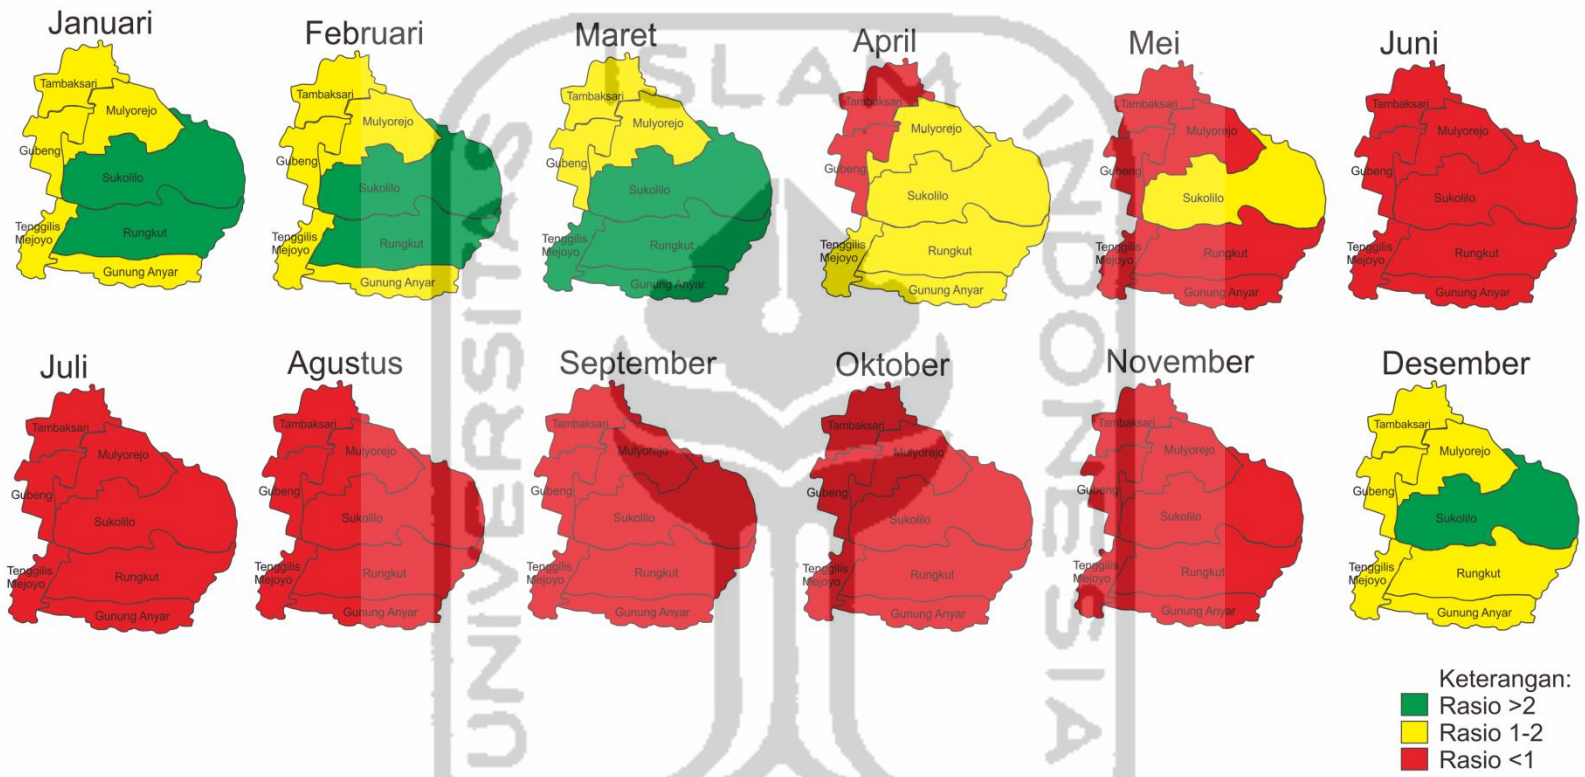 Januari
Tambaksari
Mulyorejo
Gubeng
Sukolilo
Tenggilis
Mejoyo
Rungkut
Gunung Anyar
Februari
Tambaksari
Mulyorejo
Gubeng
Sukolilo
Tenggilis
Mejoyo
Rungkut
Gunung Anyar
Maret
Tambaksari
Mulyorejo
Gubeng
Sukolilo
Tenggilis
Mejoyo
Rungkut
Gunung Anyar
April
Tambaksari
Mulyorejo
Gubeng
Sukolilo
Tenggilis
Mejoyo
Rungkut
Gunung Anyar
Mei
Tambaksari
Mulyorejo
Gubeng
Sukolilo
Tenggilis
Mejoyo
Rungkut
Gunung Anyar
Juni
Tambaksari
Mulyorejo
Gubeng
Sukolilo
Tenggilis
Mejoyo
Rungkut
Gunung Anyar
Juli
Tambaksari
Mulyorejo
Gubeng
Sukolilo
Tenggilis
Mejoyo
Rungkut
Gunung Anyar
Agustus
Tambaksari
Mulyorejo
Gubeng
Sukolilo
Tenggilis
Mejoyo
Rungkut
Gunung Anyar
September
Tambaksari
Mulyorejo
Gubeng
Sukolilo
Tenggilis
Mejoyo
Rungkut
Gunung Anyar
Oktober
Tambaksari
Mulyorejo
Gubeng
Sukolilo
Tenggilis
Mejoyo
Rungkut
Gunung Anyar
November
Tambaksari
Mulyorejo
Gubeng
Sukolilo
Tenggilis
Mejoyo
Rungkut
Gunung Anyar
Desember
Tambaksari
Mulyorejo
Gubeng
Sukolilo
Tenggilis
Mejoyo
Rungkut
Gunung Anyar
Keterangan:
Rasio >2
Rasio 1-2
Rasio <1
UNIVERSITAS
ISLAM
INDONESIA